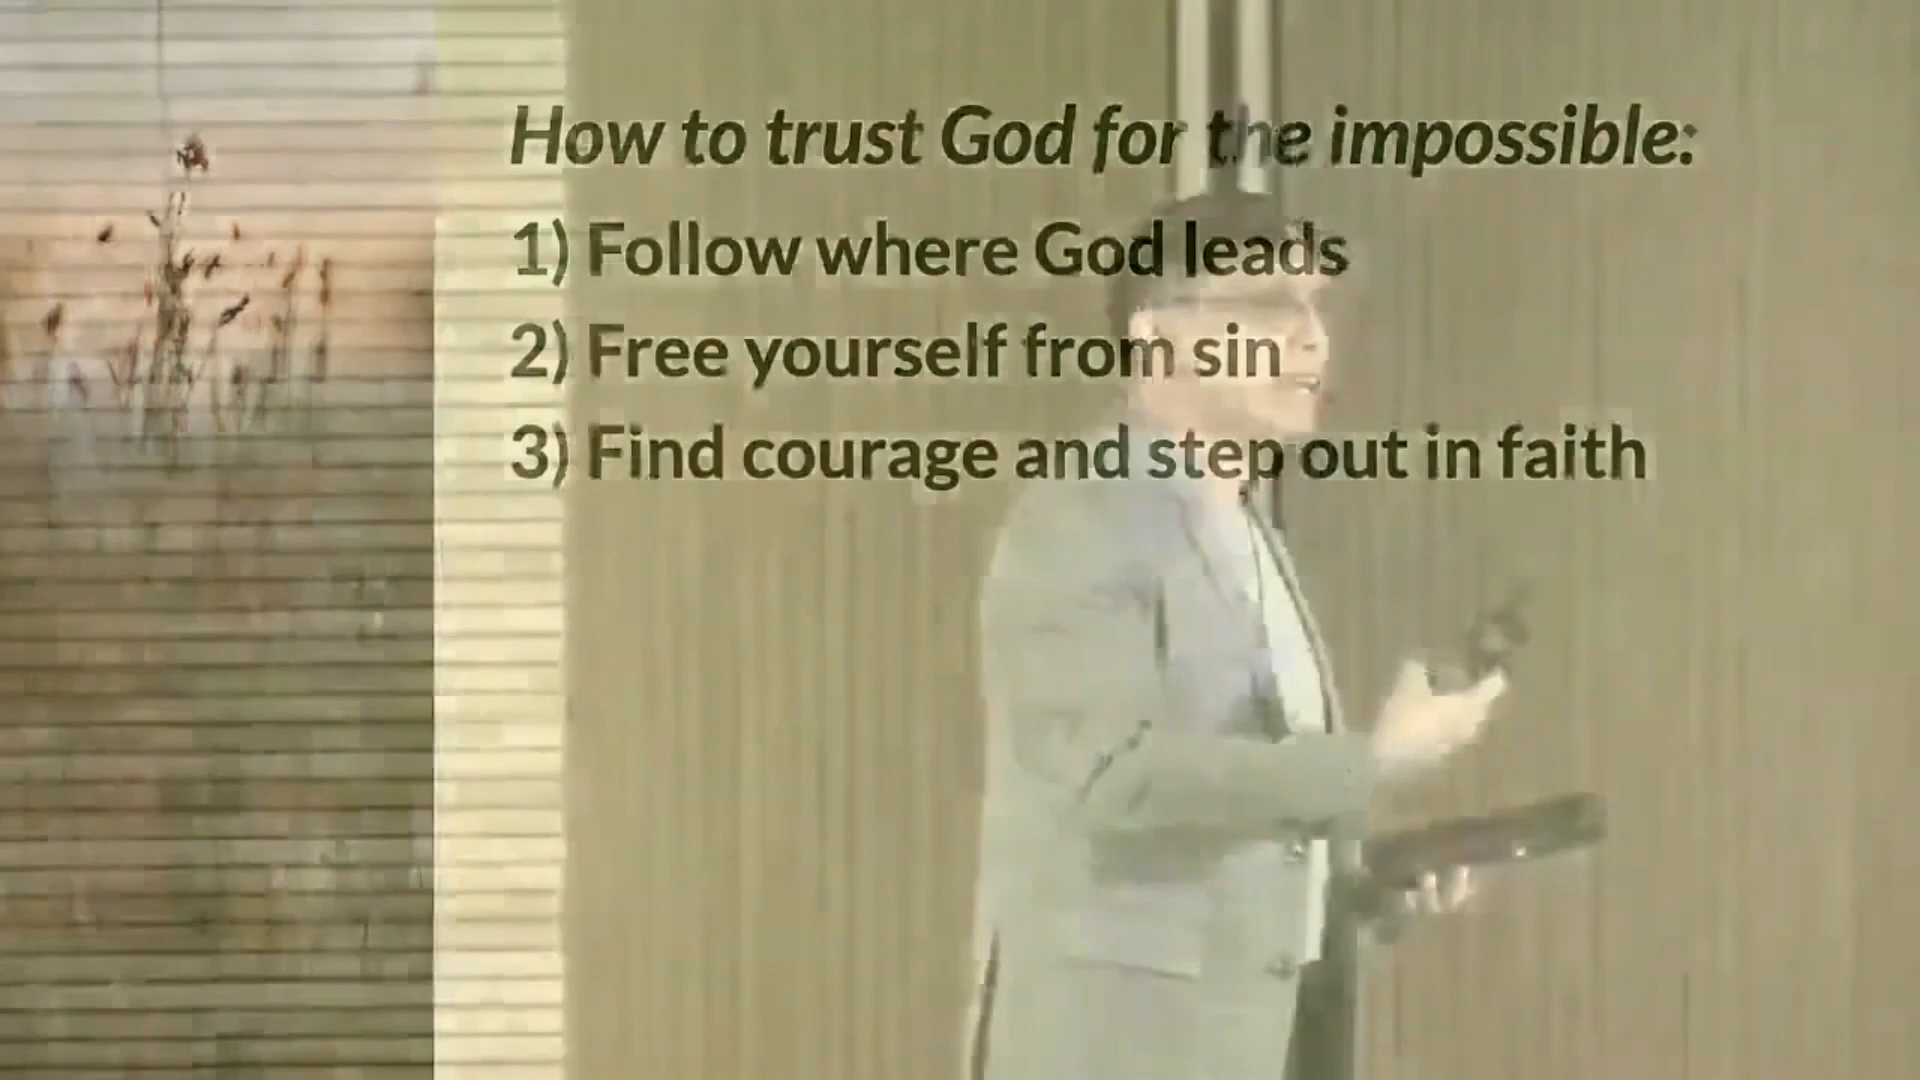 How to trust God for the impossible:
1) Follow where God leads
2) Free yourself from sin
3) Find courage and step out in faith